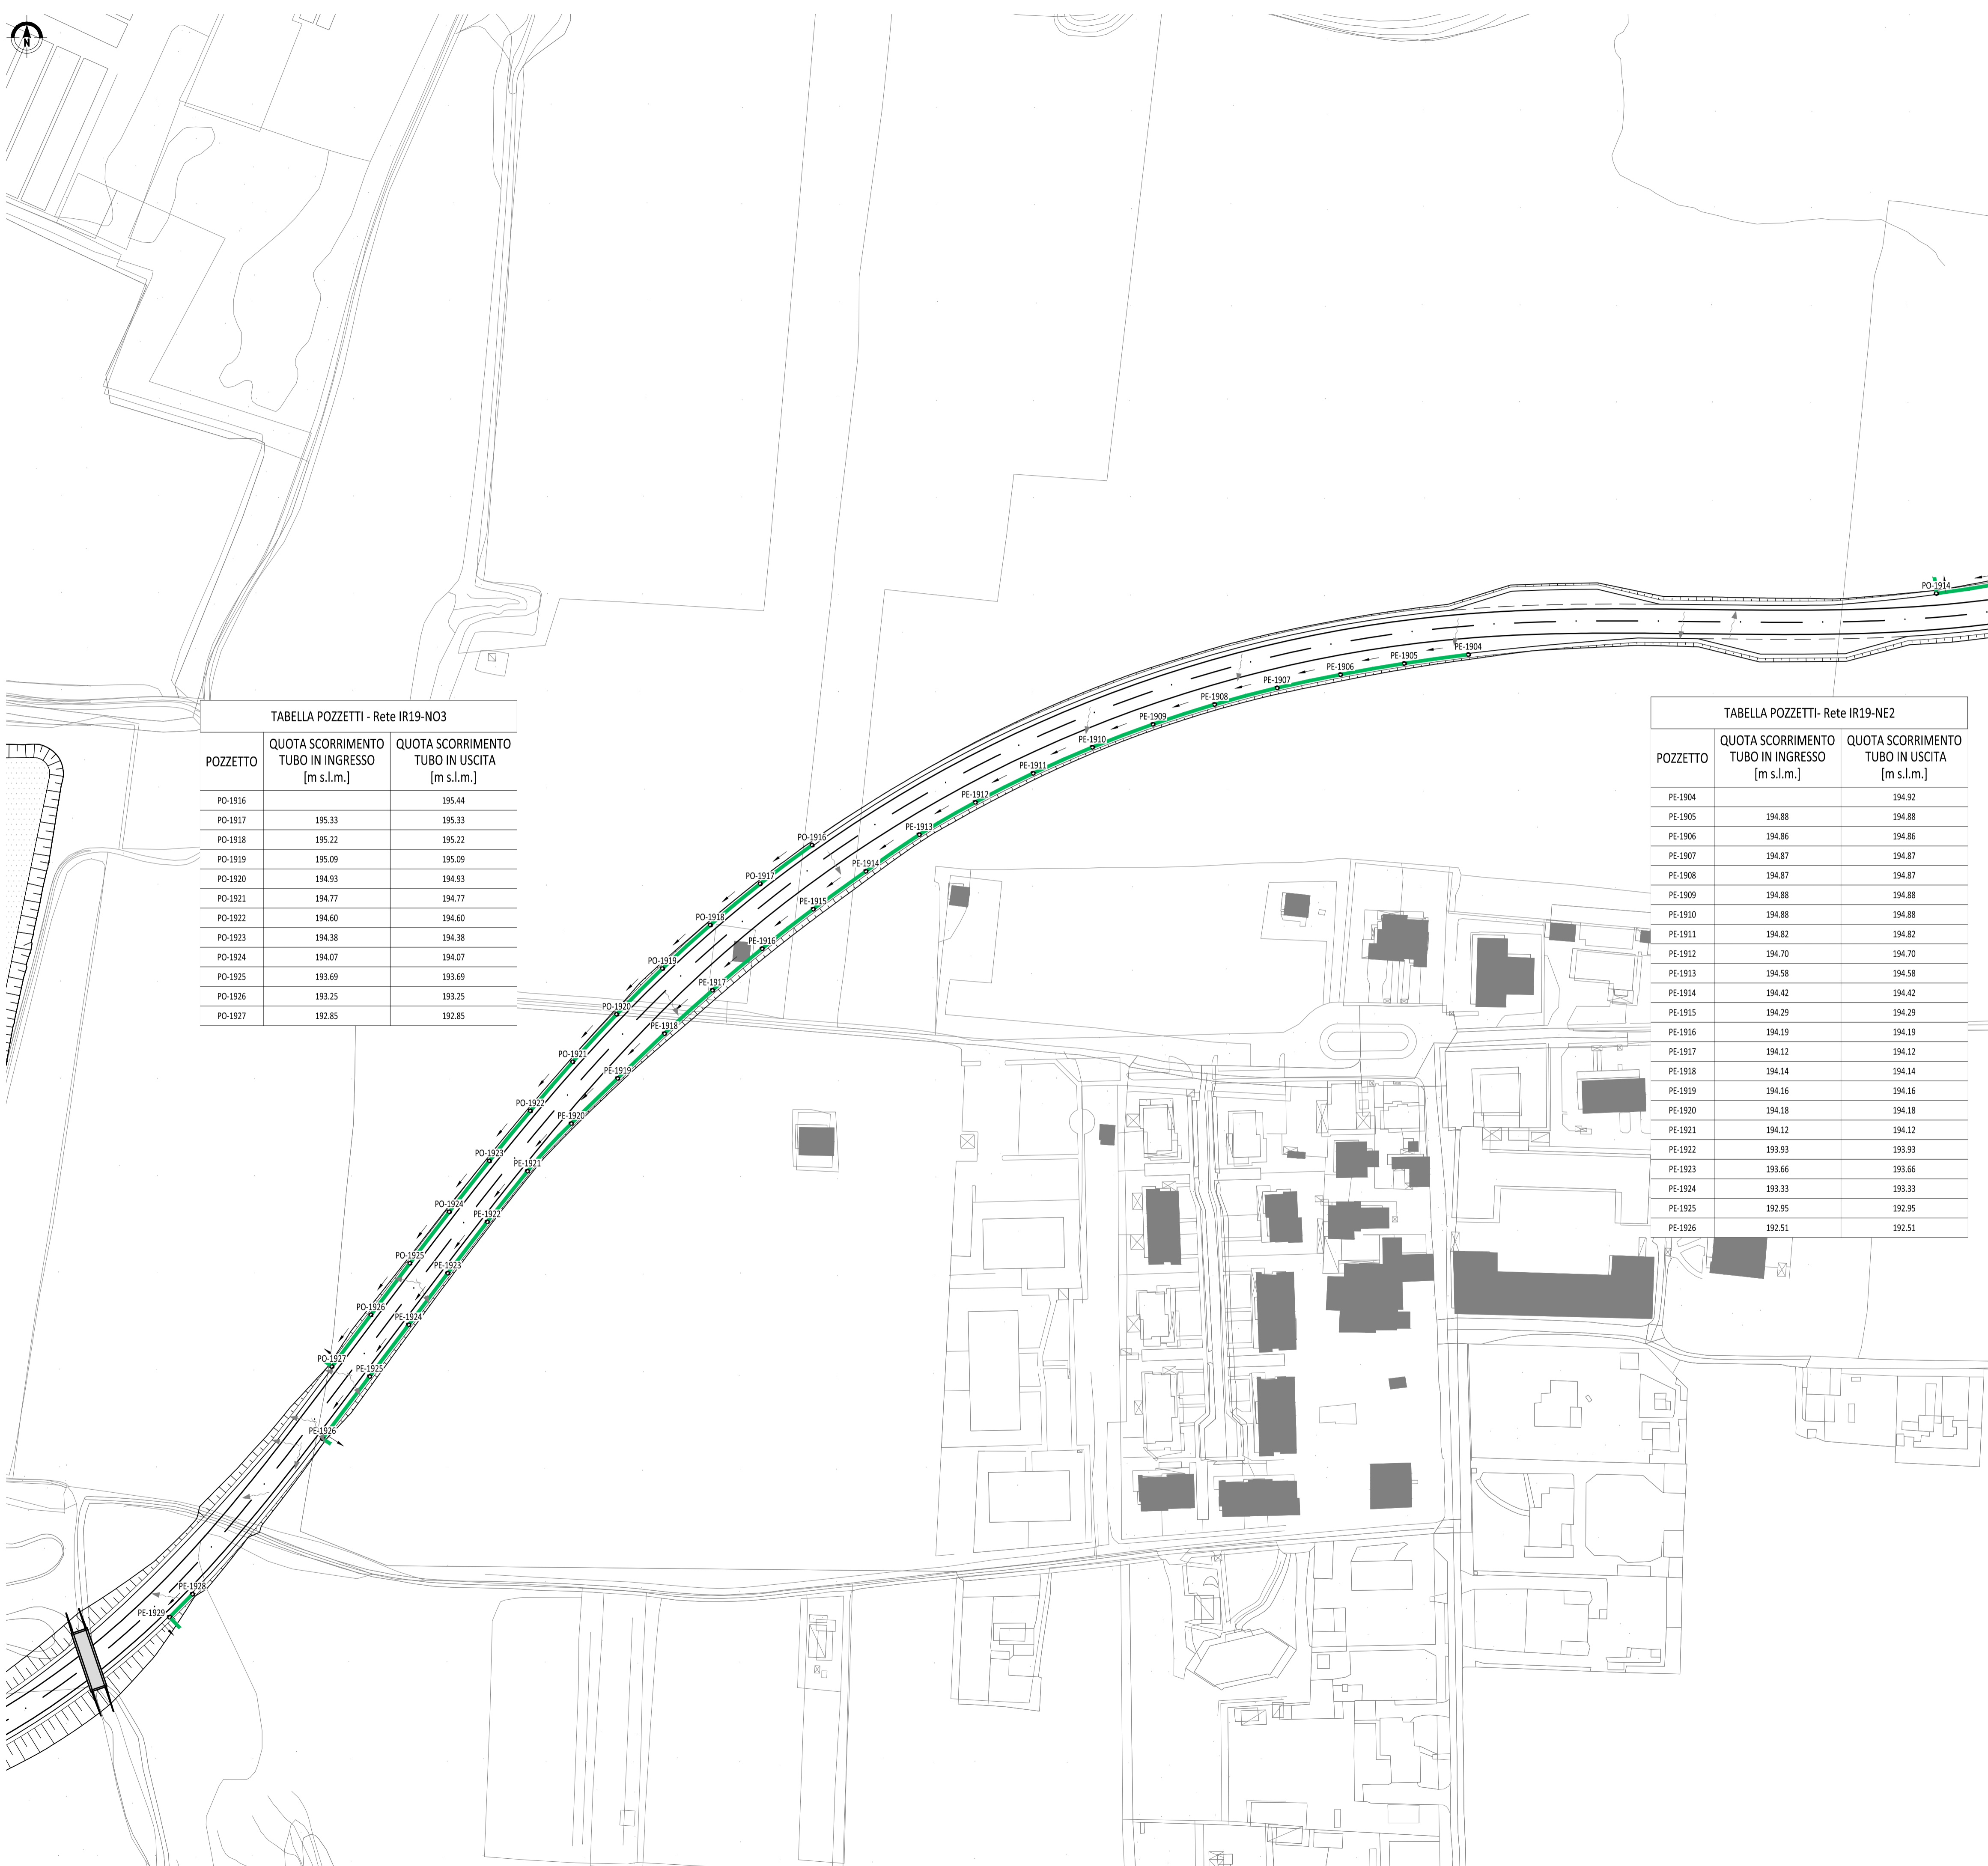 N
PO-1914
PE-1904
PE-1905
PE-1906
PE-1907
PE-1908
PE-1909
PE-1910
PE-1911
PE-1912
PE-1913
PE-1914
PE-1915
PE-1916
PE-1917
PE-1918
PE-1919
PE-1920
PE-1921
PE-1922
PE-1923
PE-1924
PE-1925
PE-1926
PE-1928
PE-1929
PO-1916
PO-1917
PO-1918
PO-1919
PO-1920
PO-1921
PO-1922
PO-1923
PO-1924
PO-1925
PO-1926
PO-1927
TABELLA POZZETTI - Rete IR19-NO3
POZZETTO
QUOTA SCORRIMENTO
TUBO IN INGRESSO
[m s.l.m.]
QUOTA SCORRIMENTO
TUBO IN USCITA
[m s.l.m.]
PO-1916 195.44
PO-1917 195.33 195.33
PO-1918 195.22 195.22
PO-1919 195.09 195.09
PO-1920 194.93 194.93
PO-1921 194.77 194.77
PO-1922 194.60 194.60
PO-1923 194.38 194.38
PO-1924 194.07 194.07
PO-1925 193.69 193.69
PO-1926 193.25 193.25
PO-1927 192.85 192.85
TABELLA POZZETTI- Rete IR19-NE2
POZZETTO
QUOTA SCORRIMENTO
TUBO IN INGRESSO
[m s.l.m.]
QUOTA SCORRIMENTO
TUBO IN USCITA
[m s.l.m.]
PE-1904 194.92
PE-1905 194.88 194.88
PE-1906 194.86 194.86
PE-1907 194.87 194.87
PE-1908 194.87 194.87
PE-1909 194.88 194.88
PE-1910 194.88 194.88
PE-1911 194.82 194.82
PE-1912 194.70 194.70
PE-1913 194.58 194.58
PE-1914 194.42 194.42
PE-1915 194.29 194.29
PE-1916 194.19 194.19
PE-1917 194.12 194.12
PE-1918 194.14 194.14
PE-1919 194.16 194.16
PE-1920 194.18 194.18
PE-1921 194.12 194.12
PE-1922 193.93 193.93
PE-1923 193.66 193.66
PE-1924 193.33 193.33
PE-1925 192.95 192.95
PE-1926 192.51 192.51